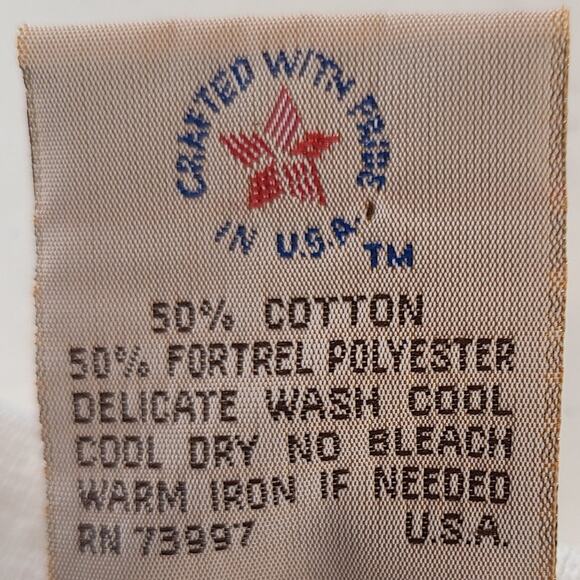 CRAFTED WITH PRIDE
IN U.S.A.
TM
50% COTTON
50% FORTREL POLYESTER
DELICATE WASH COOL
COOL DRY NO BLEACH
WARM IRON IF NEEDED
RN 73997 U.S.A.